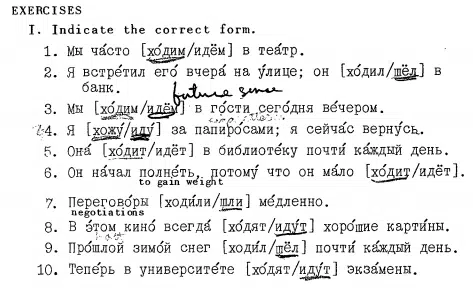 EXERCISES
I. Indicate the correct form.
1. Мы ча́сто [хо́дим/идём] в теа́тр.
2. Я встре́тил его́ вчера́ на у́лице; он [ходи́л/шёл] в
банк.
future sense
3. Мы [хо́дим/идём] в го́сти сего́дня ве́чером.
4. Я [хожу́/иду́] за папиро́сами; я сейча́с верну́сь.
5. Она́ [хо́дит/идёт] в библиоте́ку почти́ ка́ждый день.
6. Он на́чал полне́ть, потому́ что он ма́ло [хо́дит/идёт].
to gain weight
7. Перегово́ры [ходи́ли/шли] ме́дленно.
negotiations
8. В э́том кино́ всегда́ [хо́дят/иду́т] хоро́шие карти́ны.
9. Про́шлой зимо́й снег [ходи́л/шёл] почти́ ка́ждый день.
10. Тепе́рь в университе́те [хо́дят/иду́т] экза́мены.